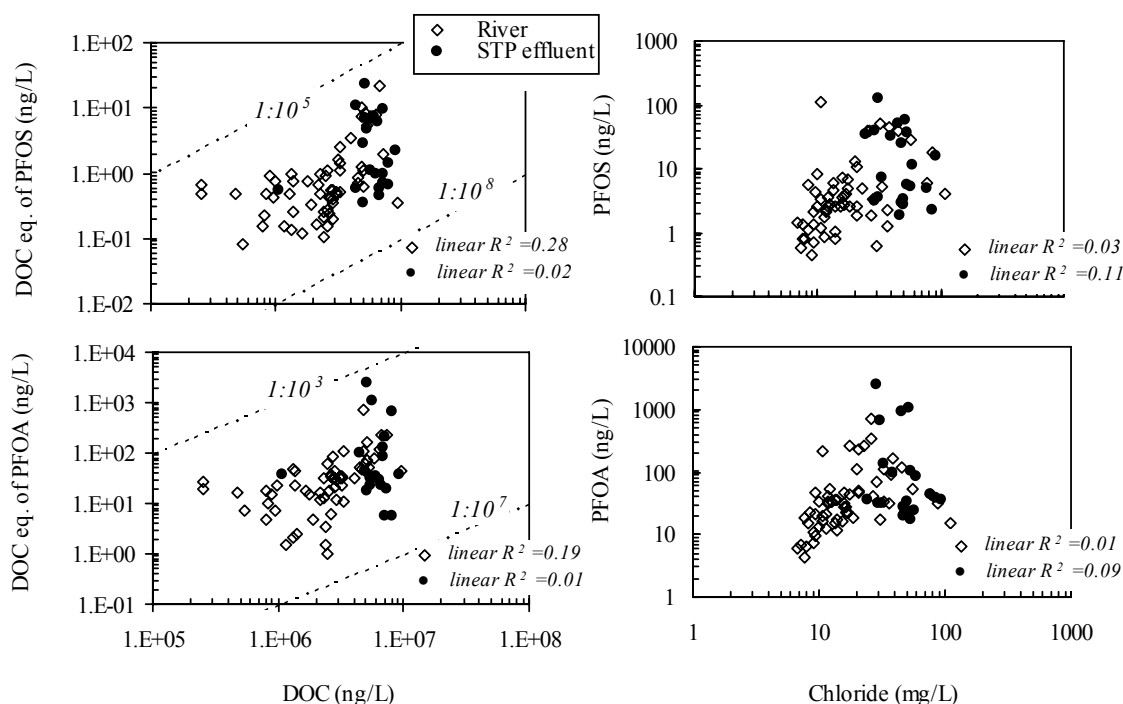 River
STP effluent
DOC eq. of PFOS (ng/L)
1.E+02
1.E+01
1.E+00
1.E-01
1.E-02
1:10^5
1:10^8
linear R^2=0.28
linear R^2=0.02
PFOS (ng/L)
1000
100
10
1
0.1
linear R^2=0.03
linear R^2=0.11
DOC eq. of PFOA (ng/L)
1.E+04
1.E+03
1.E+02
1.E+01
1.E+00
1.E-01
1:10^3
1:10^7
linear R^2=0.19
linear R^2=0.01
1.E+05 1.E+06 1.E+07 1.E+08
DOC (ng/L)
PFOA (ng/L)
10000
1000
100
10
1
linear R^2=0.01
linear R^2=0.09
1 10 100 1000
Chloride (mg/L)